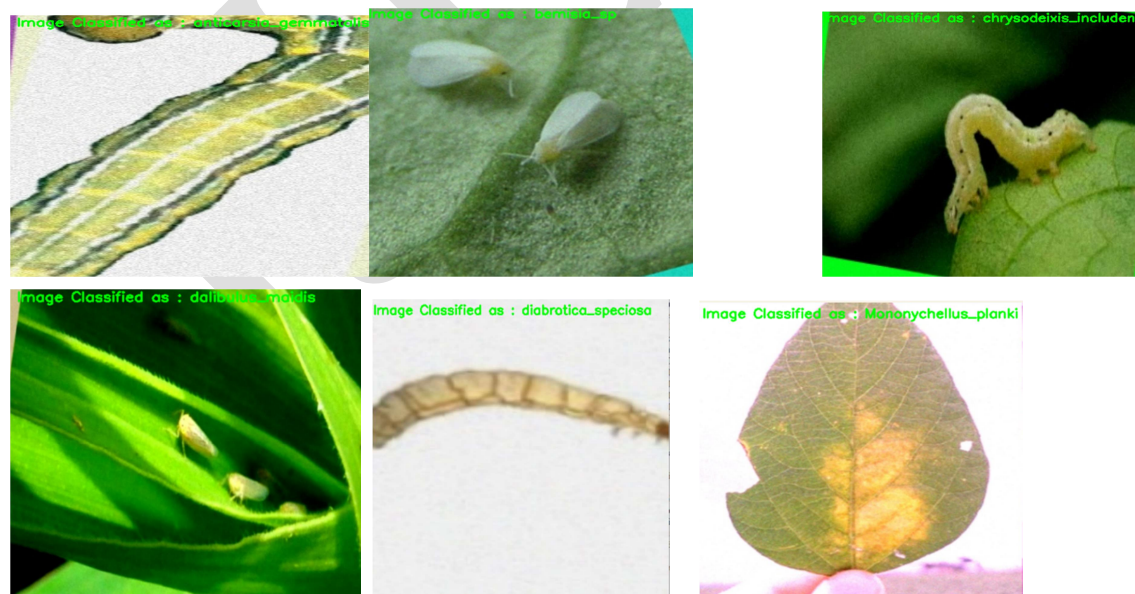 Image Classified as : anticarsia_gemmatalis
Image Classified as : bemisia_sp
Image Classified as : chrysodeixis_includen
Image Classified as : dalibulus_maidis
Image Classified as : diabrotica_speciosa
Image Classified as : Mononychellus_planki